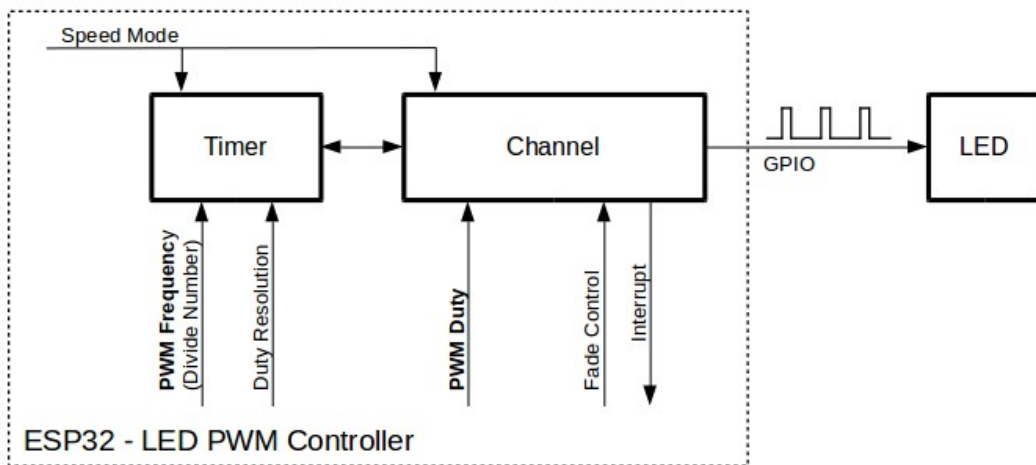 Speed Mode
Timer
Channel
GPIO
LED
PWM Frequency
(Divide Number)
Duty Resolution
PWM Duty
Fade Control
Interrupt
ESP32 - LED PWM Controller